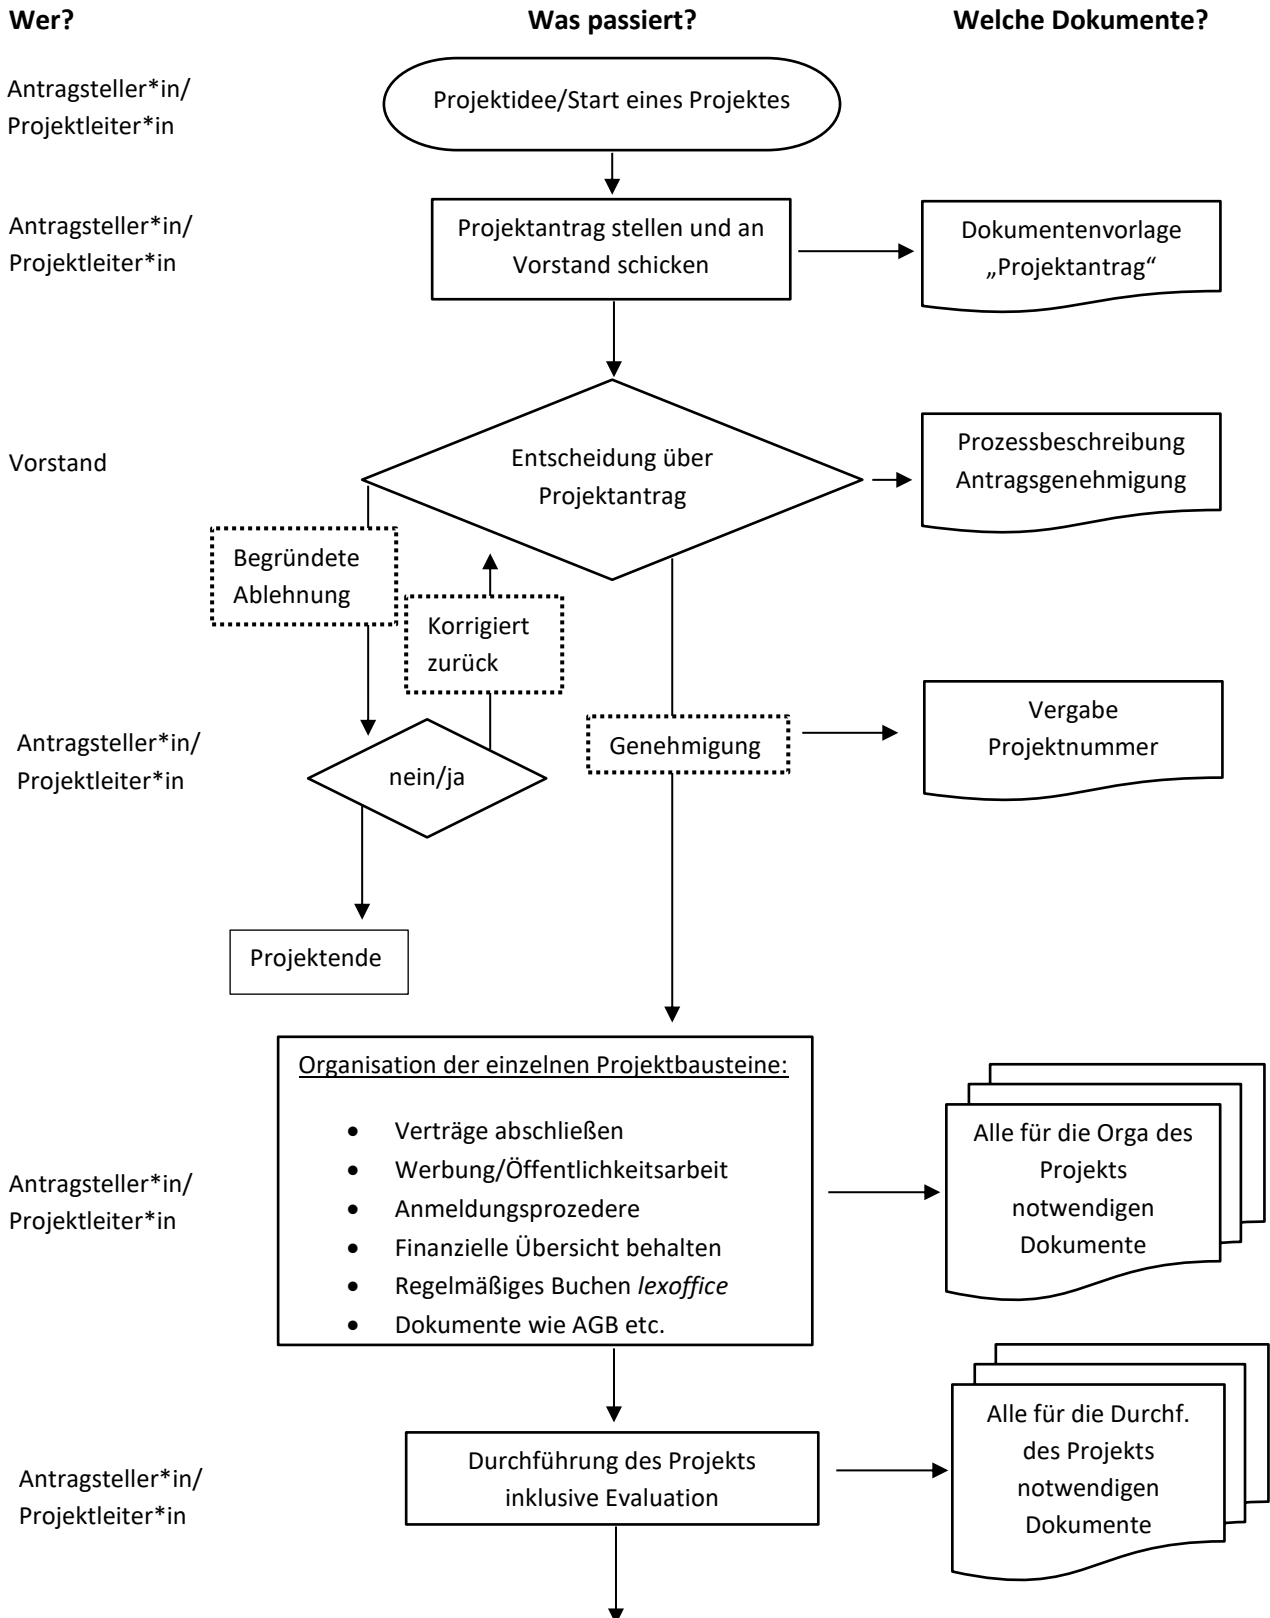 Wer?
Was passiert?
Welche Dokumente?
Antragsteller*in/
Projektleiter*in
Projektidee/Start eines Projektes
Antragsteller*in/
Projektleiter*in
Projektantrag stellen und an
Vorstand schicken
Dokumentenvorlage
„Projektantrag“
Vorstand
Entscheidung über
Projektantrag
Prozessbeschreibung
Antragsgenehmigung
Begründete
Ablehnung
Korrigiert
zurück
Antragsteller*in/
Projektleiter*in
nein/ja
Genehmigung
Vergabe
Projektnummer
Projektende
Organisation der einzelnen Projektbausteine:
• Verträge abschließen
• Werbung/Öffentlichkeitsarbeit
• Anmeldungsprozedere
• Finanzielle Übersicht behalten
• Regelmäßiges Buchen lexoffice
• Dokumente wie AGB etc.
Antragsteller*in/
Projektleiter*in
Alle für die Orga des
Projekts
notwendigen
Dokumente
Antragsteller*in/
Projektleiter*in
Durchführung des Projekts
inklusive Evaluation
Alle für die Durchf.
des Projekts
notwendigen
Dokumente